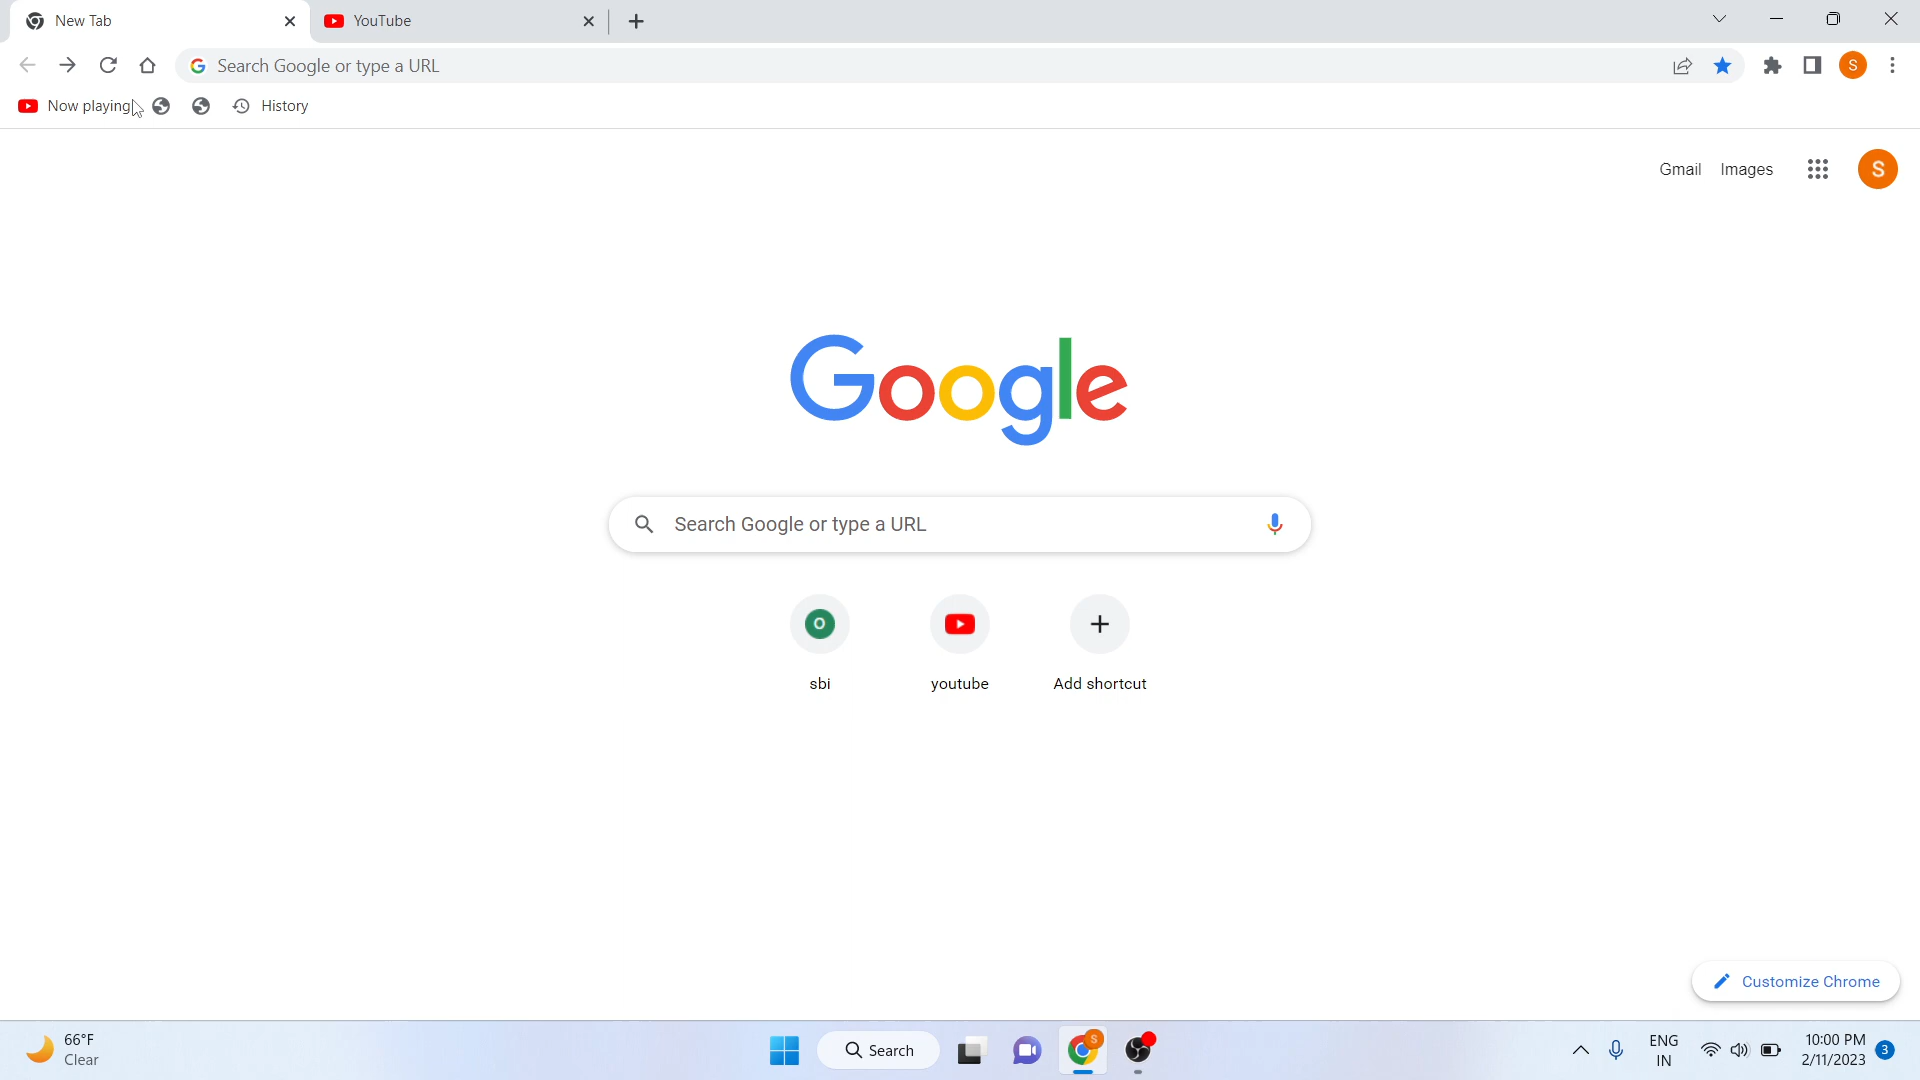 New Tab
YouTube
Search Google or type a URL
S
Now playing
History
Gmail
Images
S
Google
Search Google or type a URL
O
sbi
youtube
Add shortcut
Customize Chrome
66°F
Clear
Search
S
ENG
IN
10:00 PM
2/11/2023
3